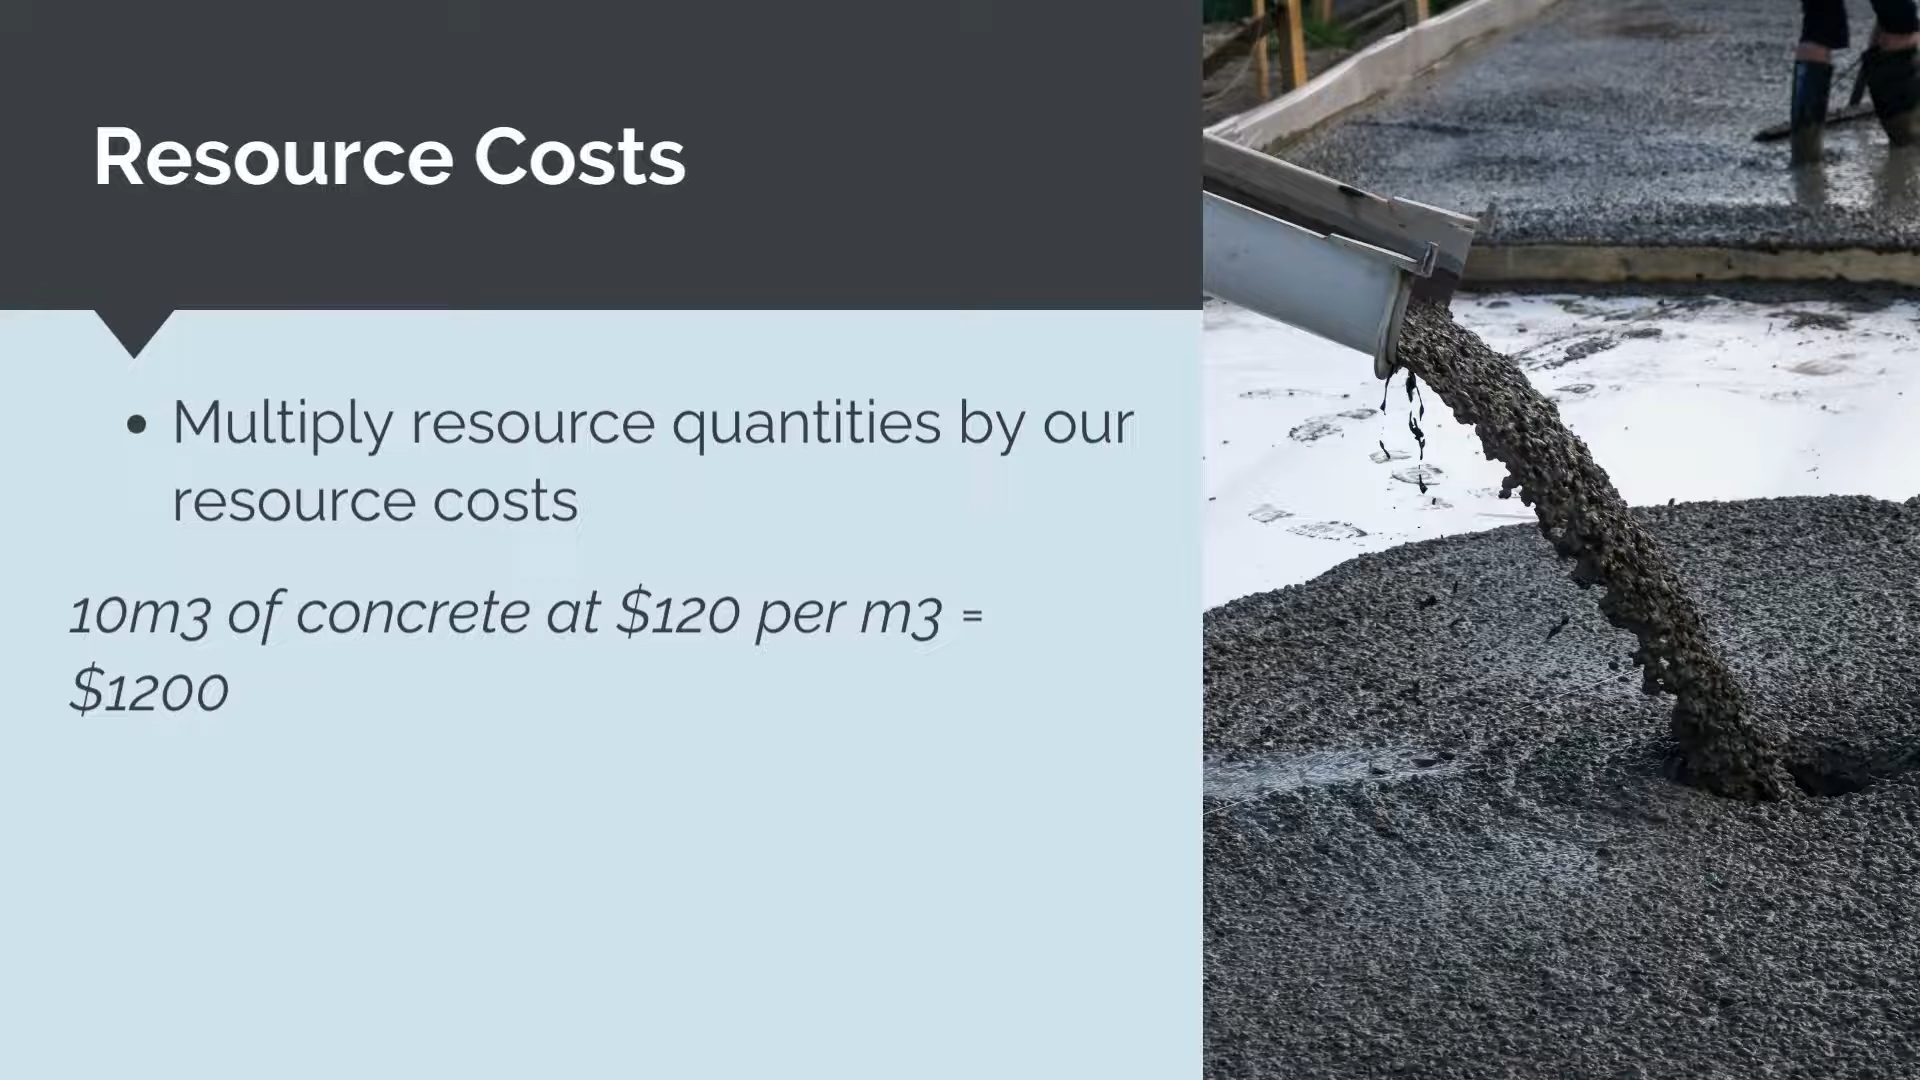 Resource Costs
• Multiply resource quantities by our
resource costs
10m3 of concrete at $120 per m3 =
$1200